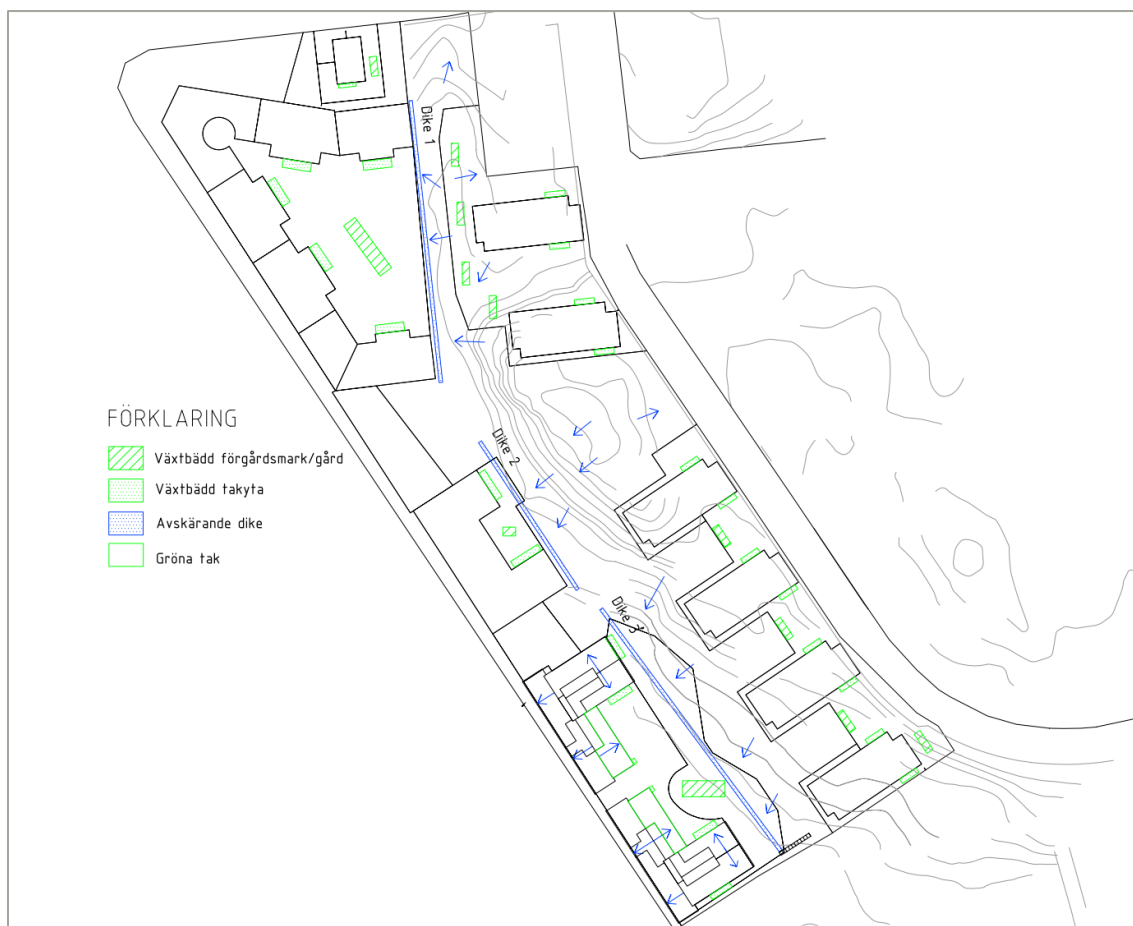 Dike 1
Dike 2
Dike 3
FÖRKLARING
Växtbädd förgårdsmark/gård
Växtbädd takyta
Avskärande dike
Gröna tak